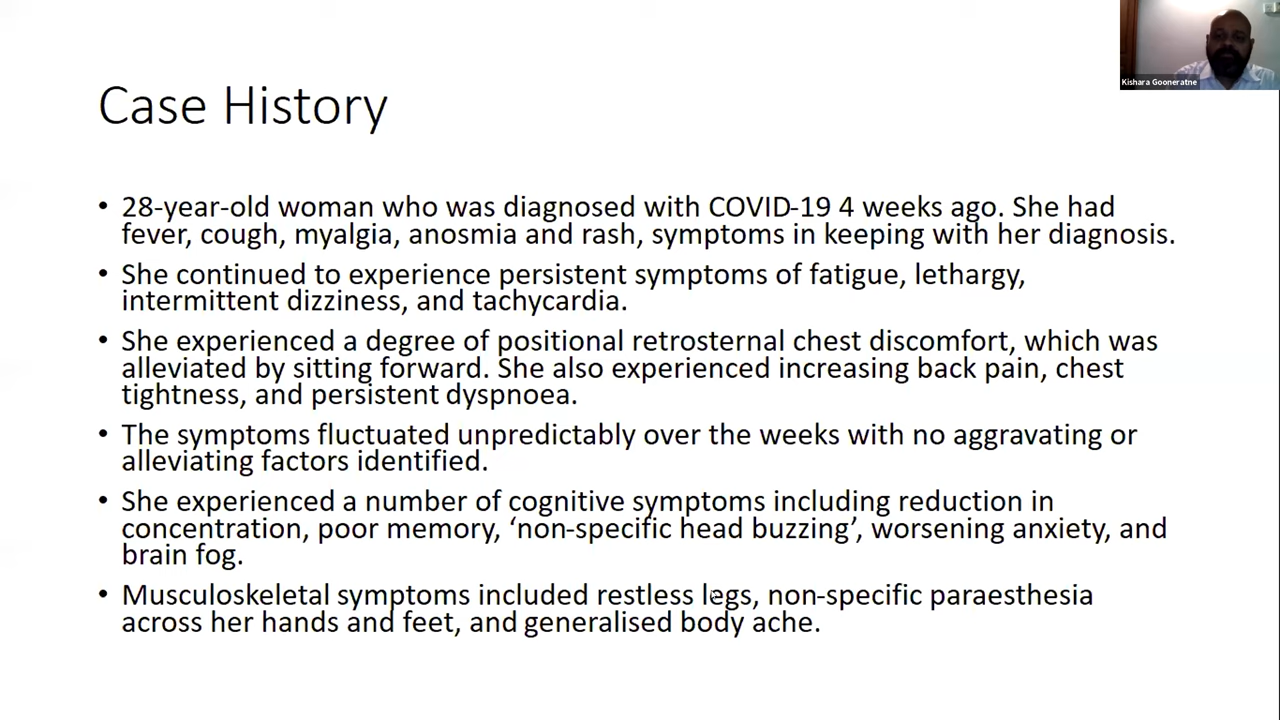 Kishara Gooneratne
Case History
• 28-year-old woman who was diagnosed with COVID-19 4 weeks ago. She had
fever, cough, myalgia, anosmia and rash, symptoms in keeping with her diagnosis.
• She continued to experience persistent symptoms of fatigue, lethargy,
intermittent dizziness, and tachycardia.
• She experienced a degree of positional retrosternal chest discomfort, which was
alleviated by sitting forward. She also experienced increasing back pain, chest
tightness, and persistent dyspnoea.
• The symptoms fluctuated unpredictably over the weeks with no aggravating or
alleviating factors identified.
• She experienced a number of cognitive symptoms including reduction in
concentration, poor memory, ‘non-specific head buzzing’, worsening anxiety, and
brain fog.
• Musculoskeletal symptoms included restless legs, non-specific paraesthesia
across her hands and feet, and generalised body ache.